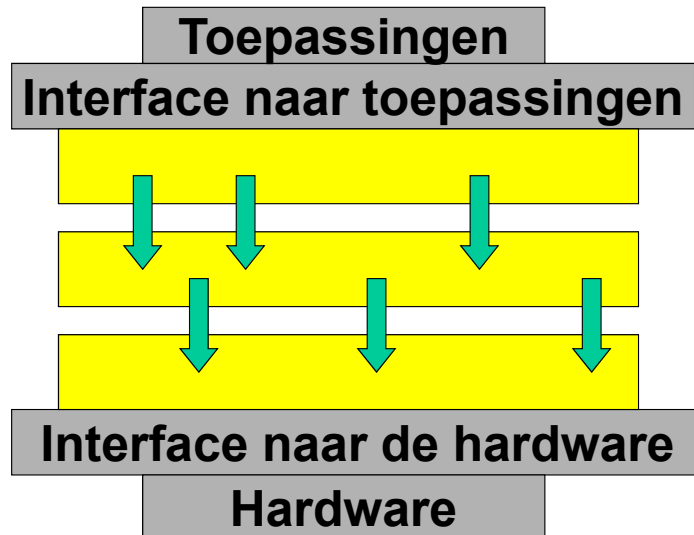 Toepassingen
Interface naar toepassingen
Interface naar de hardware
Hardware